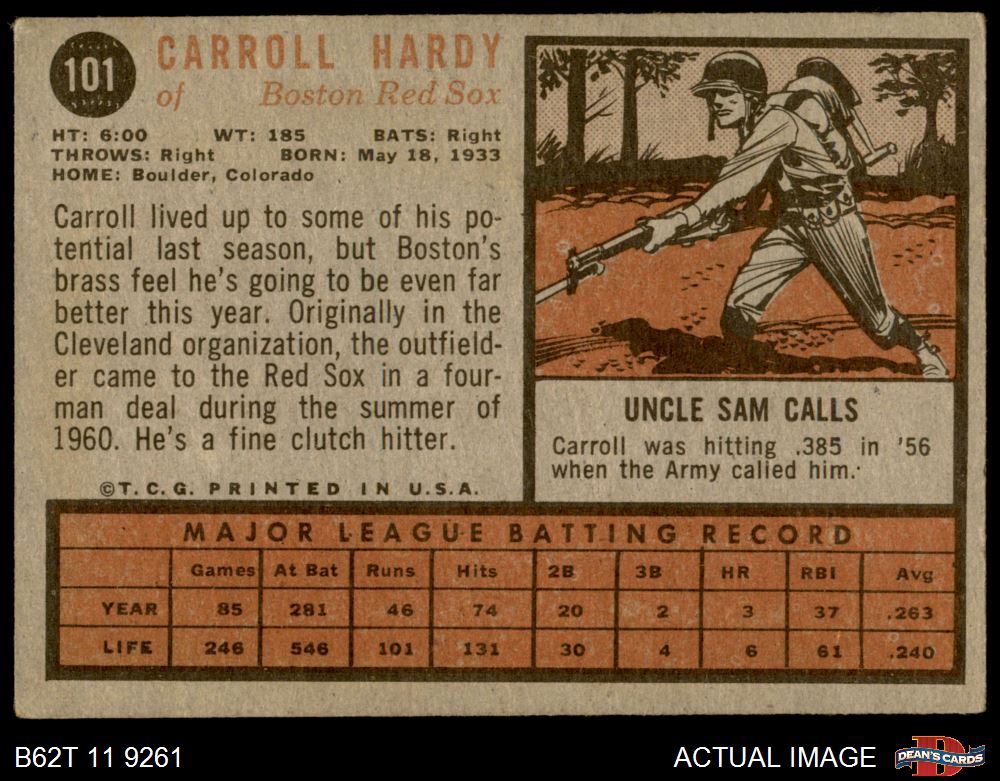 101
CARROLL HARDY
of Boston Red Sox
HT: 6:00 WT: 185 BATS: Right
THROWS: Right BORN: May 18, 1933
HOME: Boulder, Colorado
Carroll lived up to some of his po-
tential last season, but Boston's
brass feel he's going to be even far
better this year. Originally in the
Cleveland organization, the outfield-
er came to the Red Sox in a four-
man deal during the summer of
1960. He's a fine clutch hitter.
©T.C.G. PRINTED IN U.S.A.
UNCLE SAM CALLS
Carroll was hitting .385 in '56
when the Army called him.
MAJOR LEAGUE BATTING RECORD
Games At Bat Runs Hits 2B 3B HR RBI Avg
YEAR 85 281 46 74 20 2 3 37 .263
LIFE 246 546 101 131 30 4 6 61 .240
B62T 11 9261
ACTUAL IMAGE
D
DEAN'S CARDS